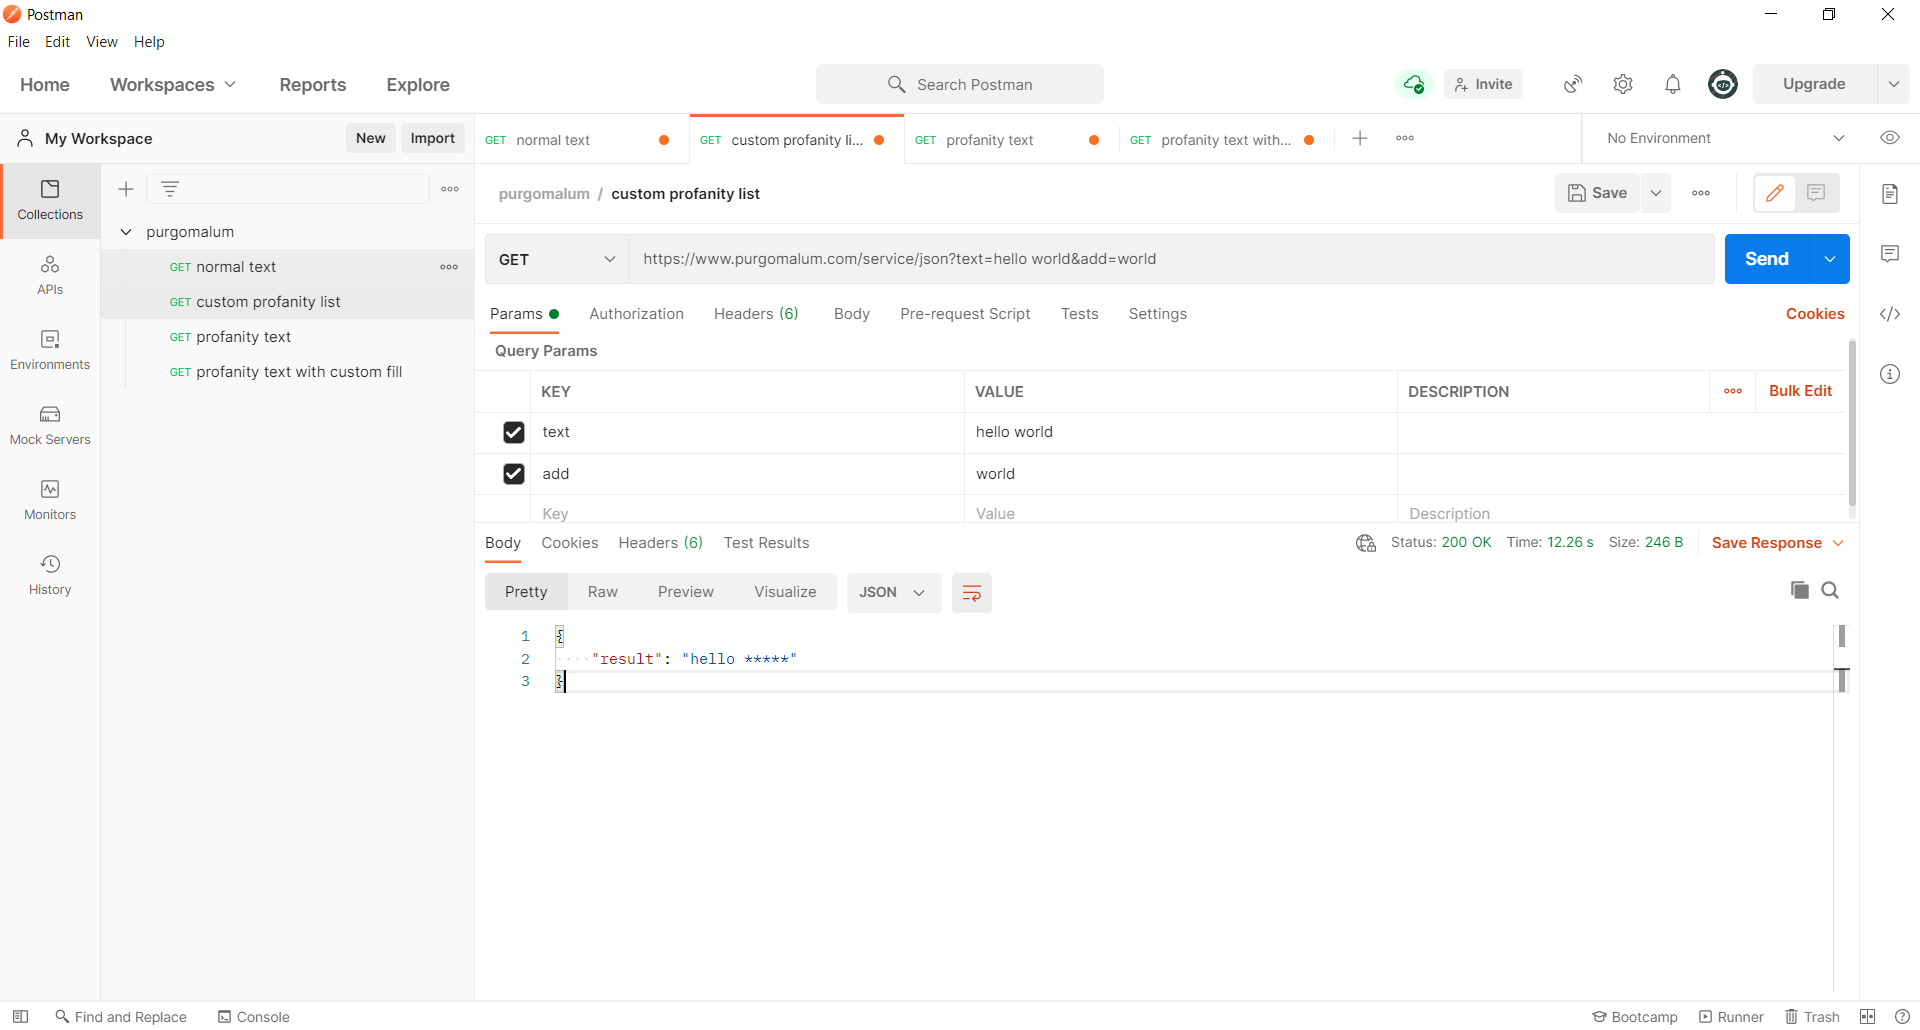 Postman
File Edit View Help
Home Workspaces Reports Explore Search Postman Invite Upgrade
My Workspace New Import GET normal text GET custom profanity li... GET profanity text GET profanity text with... No Environment
purgomalum / custom profanity list Save
Collections
purgomalum
GET normal text
GET custom profanity list
GET profanity text
GET profanity text with custom fill
APIs
Environments
Mock Servers
Monitors
History
GET https://www.purgomalum.com/service/json?text=hello world&add=world Send
Params Authorization Headers (6) Body Pre-request Script Tests Settings Cookies
Query Params
KEY VALUE DESCRIPTION Bulk Edit
text hello world
add world
Key Value Description
Body Cookies Headers (6) Test Results Status: 200 OK Time: 12.26 s Size: 246 B Save Response
Pretty Raw Preview Visualize JSON
1 {
2 "result": "hello *****"
3 }
Find and Replace Console Bootcamp Runner Trash